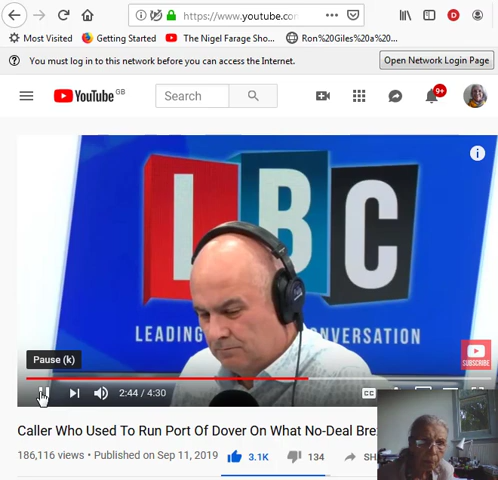 https://www.youtube.cor
Most Visited
Getting Started
The Nigel Farage Sho...
Ron%20Giles%20a%20...
You must log in to this network before you can access the Internet.
Open Network Login Page
YouTube GB
Search
9+
LBC
LEADING
ONVERSATION
SUBSCRIBE
Pause (k)
2:44 / 4:30
CC
Caller Who Used To Run Port Of Dover On What No-Deal Bre
186,116 views • Published on Sep 11, 2019
3.1K
134
SH